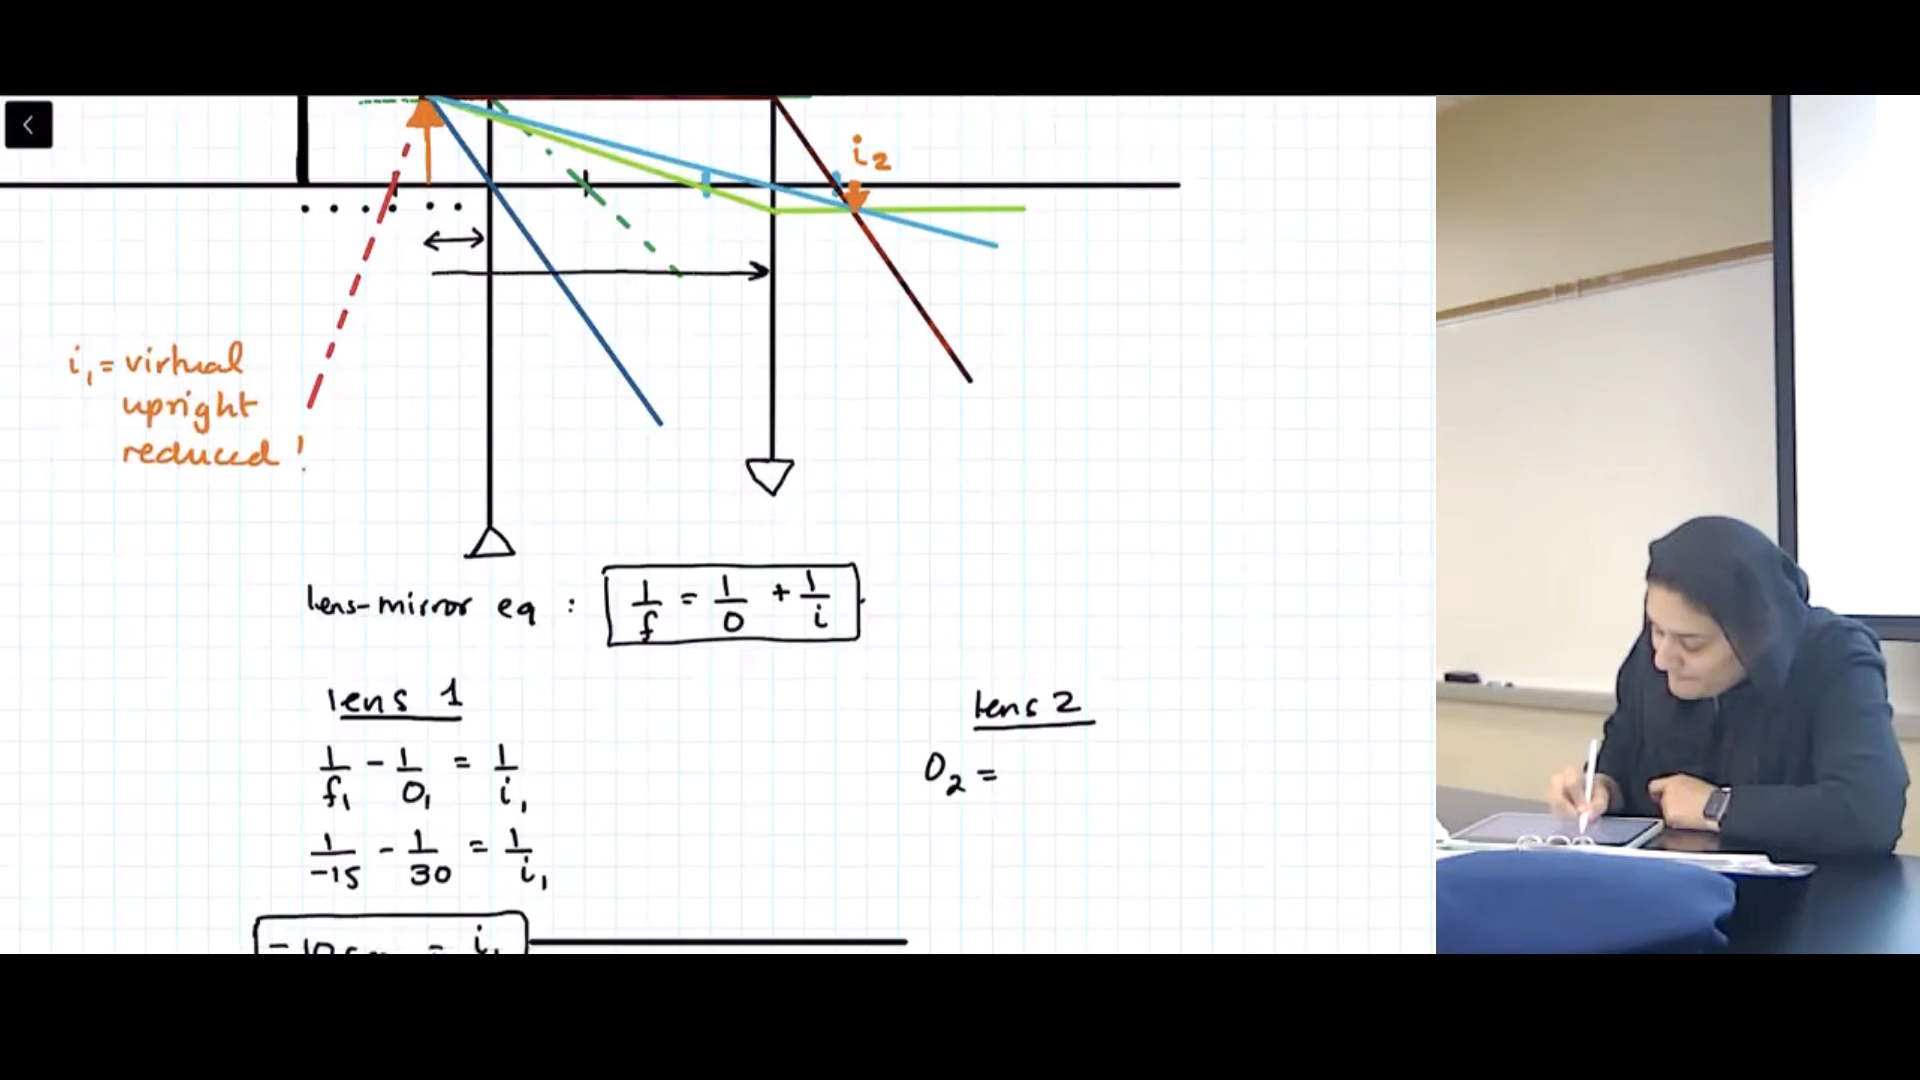 i₂
i₁ = virtual
upright
reduced !
lens-mirror eq : 1/f = 1/o + 1/i
lens 1
1/f₁ - 1/o₁ = 1/i₁
1/-15 - 1/30 = 1/i₁
lens 2
O₂ =